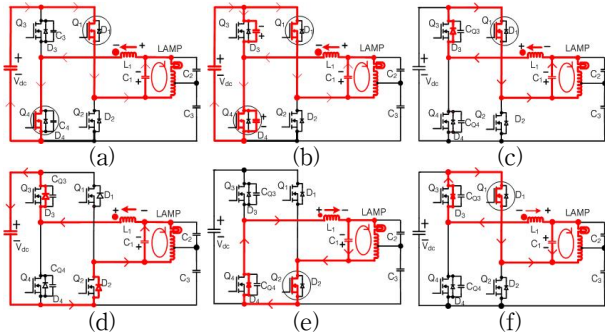 Q3 Q1 D1 LAMP
D3 L1
Vdc C1 C2
Q4 C4 Q2 D2 C3
D4
(a)
Q3 Q1 D1 LAMP
D3 L1
Vdc C1 C2
Q4 Q2 D2 C3
D4
(b)
Q3 CQ3 Q1 D1 LAMP
D3 L1
Vdc C1 C2
Q4 CQ4 Q2 D2 C3
D4
(c)
Q3 CQ3 Q1 D1 LAMP
D3 L1
Vdc C1 C2
Q4 CQ4 Q2 D2 C3
D4
(d)
Q3 CQ3 Q1 D1 LAMP
D3 L1
Vdc C1 C2
Q4 CQ4 Q2 D2 C3
D4
(e)
Q3 CQ3 Q1 D1 LAMP
D3 L1
Vdc C1 C2
Q4 CQ4 Q2 D2 C3
D4
(f)